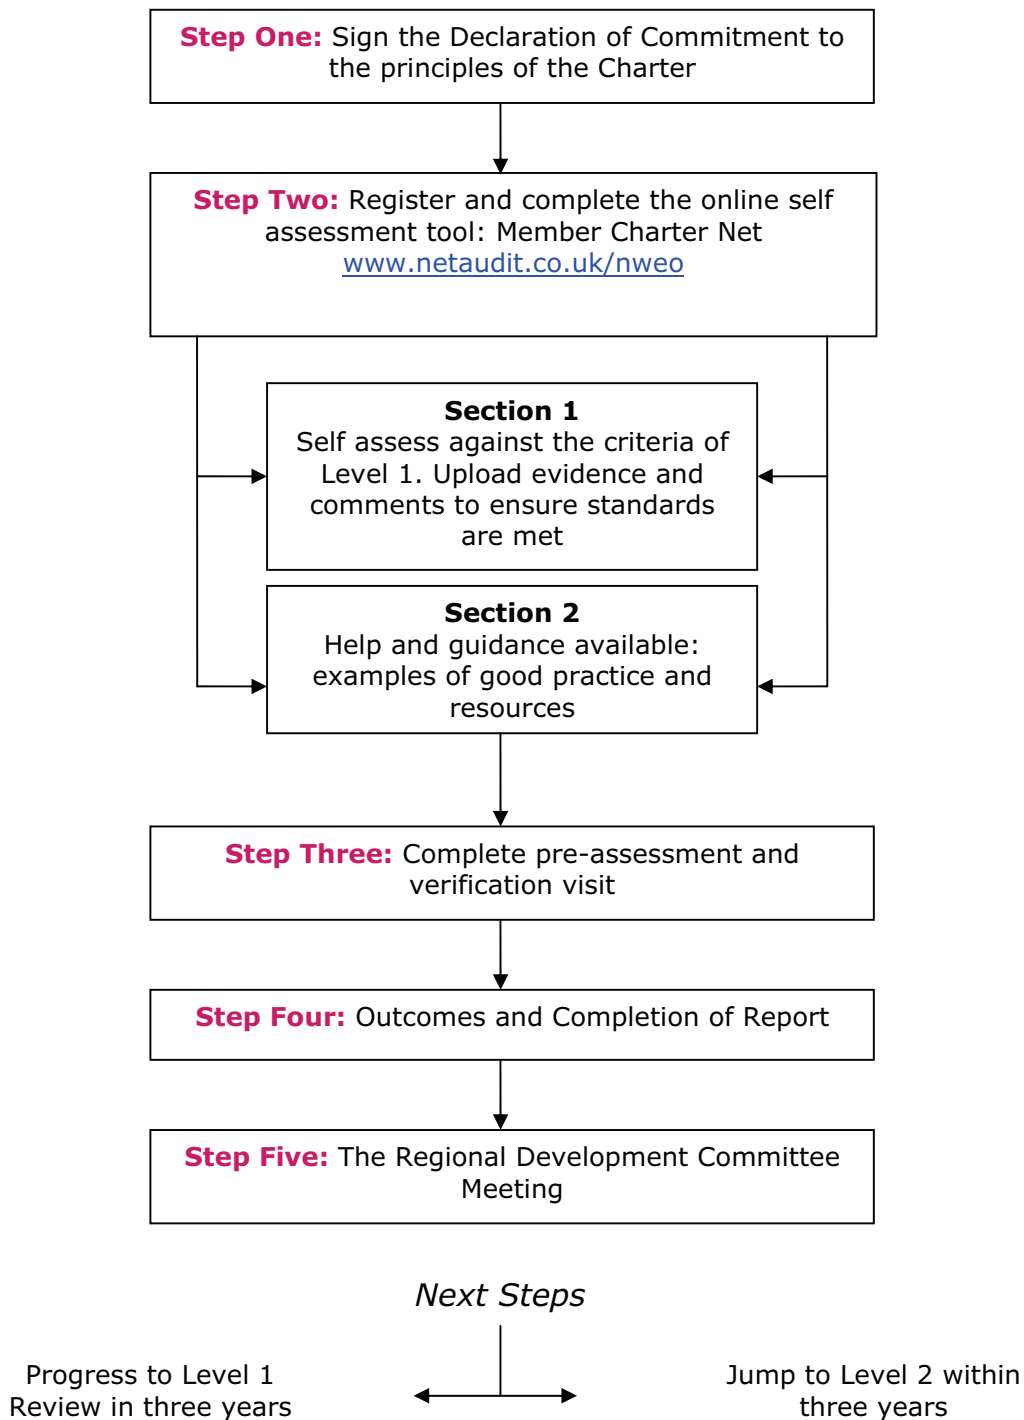 Step One: Sign the Declaration of Commitment to
the principles of the Charter
Step Two: Register and complete the online self
assessment tool: Member Charter Net
www.netaudit.co.uk/nweo
Section 1
Self assess against the criteria of
Level 1. Upload evidence and
comments to ensure standards
are met
Section 2
Help and guidance available:
examples of good practice and
resources
Step Three: Complete pre-assessment and
verification visit
Step Four: Outcomes and Completion of Report
Step Five: The Regional Development Committee
Meeting
Next Steps
Progress to Level 1
Review in three years
Jump to Level 2 within
three years